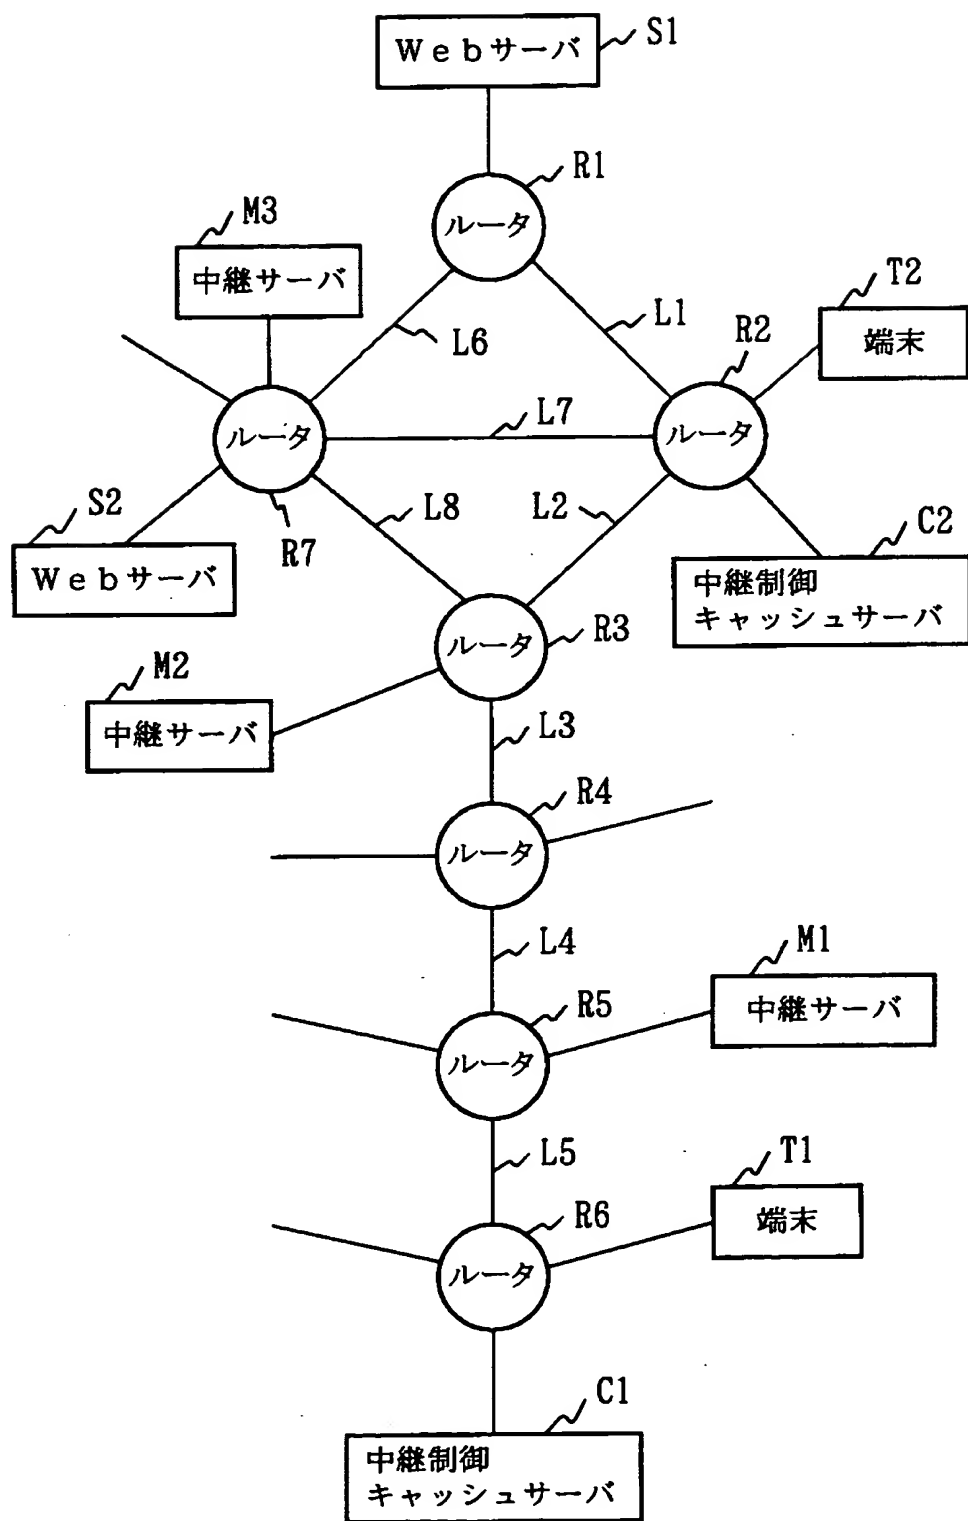 Ｗｅｂサーバ S1
R1
ルータ
M3
中継サーバ
T2
端末
L6
L1
R2
ルータ
L7
ルータ
S2
Ｗｅｂサーバ
R7
L8
L2
C2
中継制御
キャッシュサーバ
ルータ
R3
M2
中継サーバ
L3
R4
ルータ
L4
M1
中継サーバ
R5
ルータ
L5
T1
端末
R6
ルータ
C1
中継制御
キャッシュサーバ